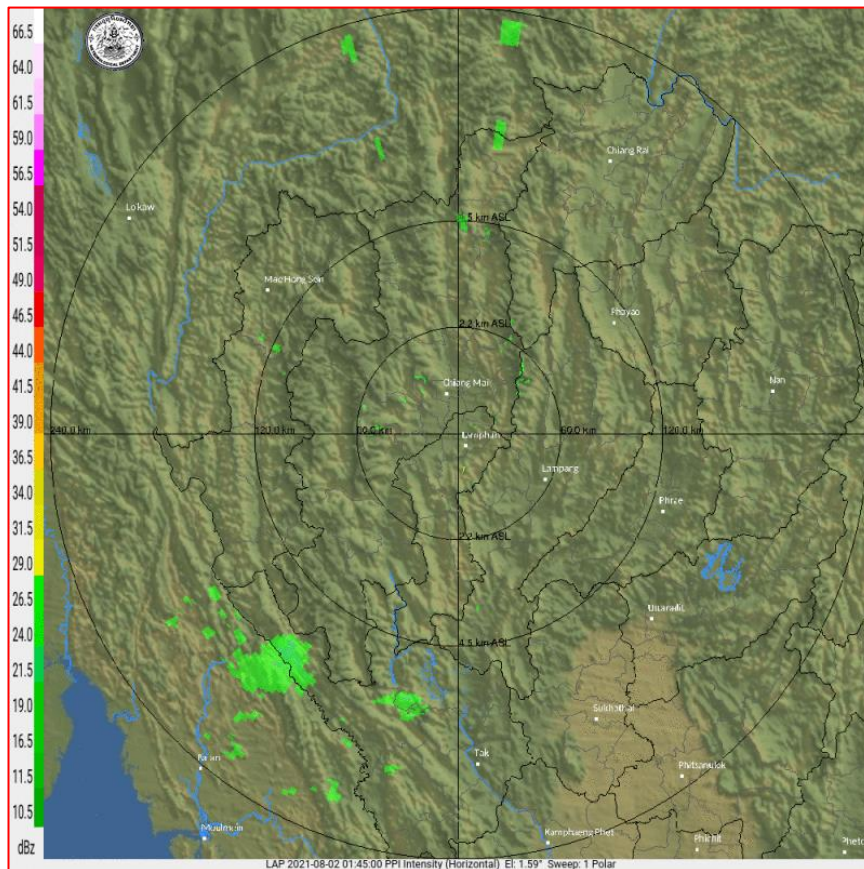 66.5
64.0
61.5
59.0
56.5
54.0
51.5
49.0
46.5
44.0
41.5
39.0
36.5
34.0
31.5
29.0
26.5
24.0
21.5
19.0
16.5
11.5
10.5
dBz
Chiang Rai
Loikaw
4.5 km ASL
Mae Hong Son
Phayao
2.2 km ASL
Chiang Mai
Nan
240.0 km
120.0 km
60.0 km
60.0 km
120.0 km
Lamphun
Lampang
Phrae
2.2 km ASL
Uttaradit
4.5 km ASL
Sukhothai
Tak
Pa'an
Phitsanulok
Moulmein
Kamphaeng Phet
Phichit
LAP 2021-08-02 01:45:00 PPI Intensity (Horizontal) El: 1.59° Sweep: 1 Polar